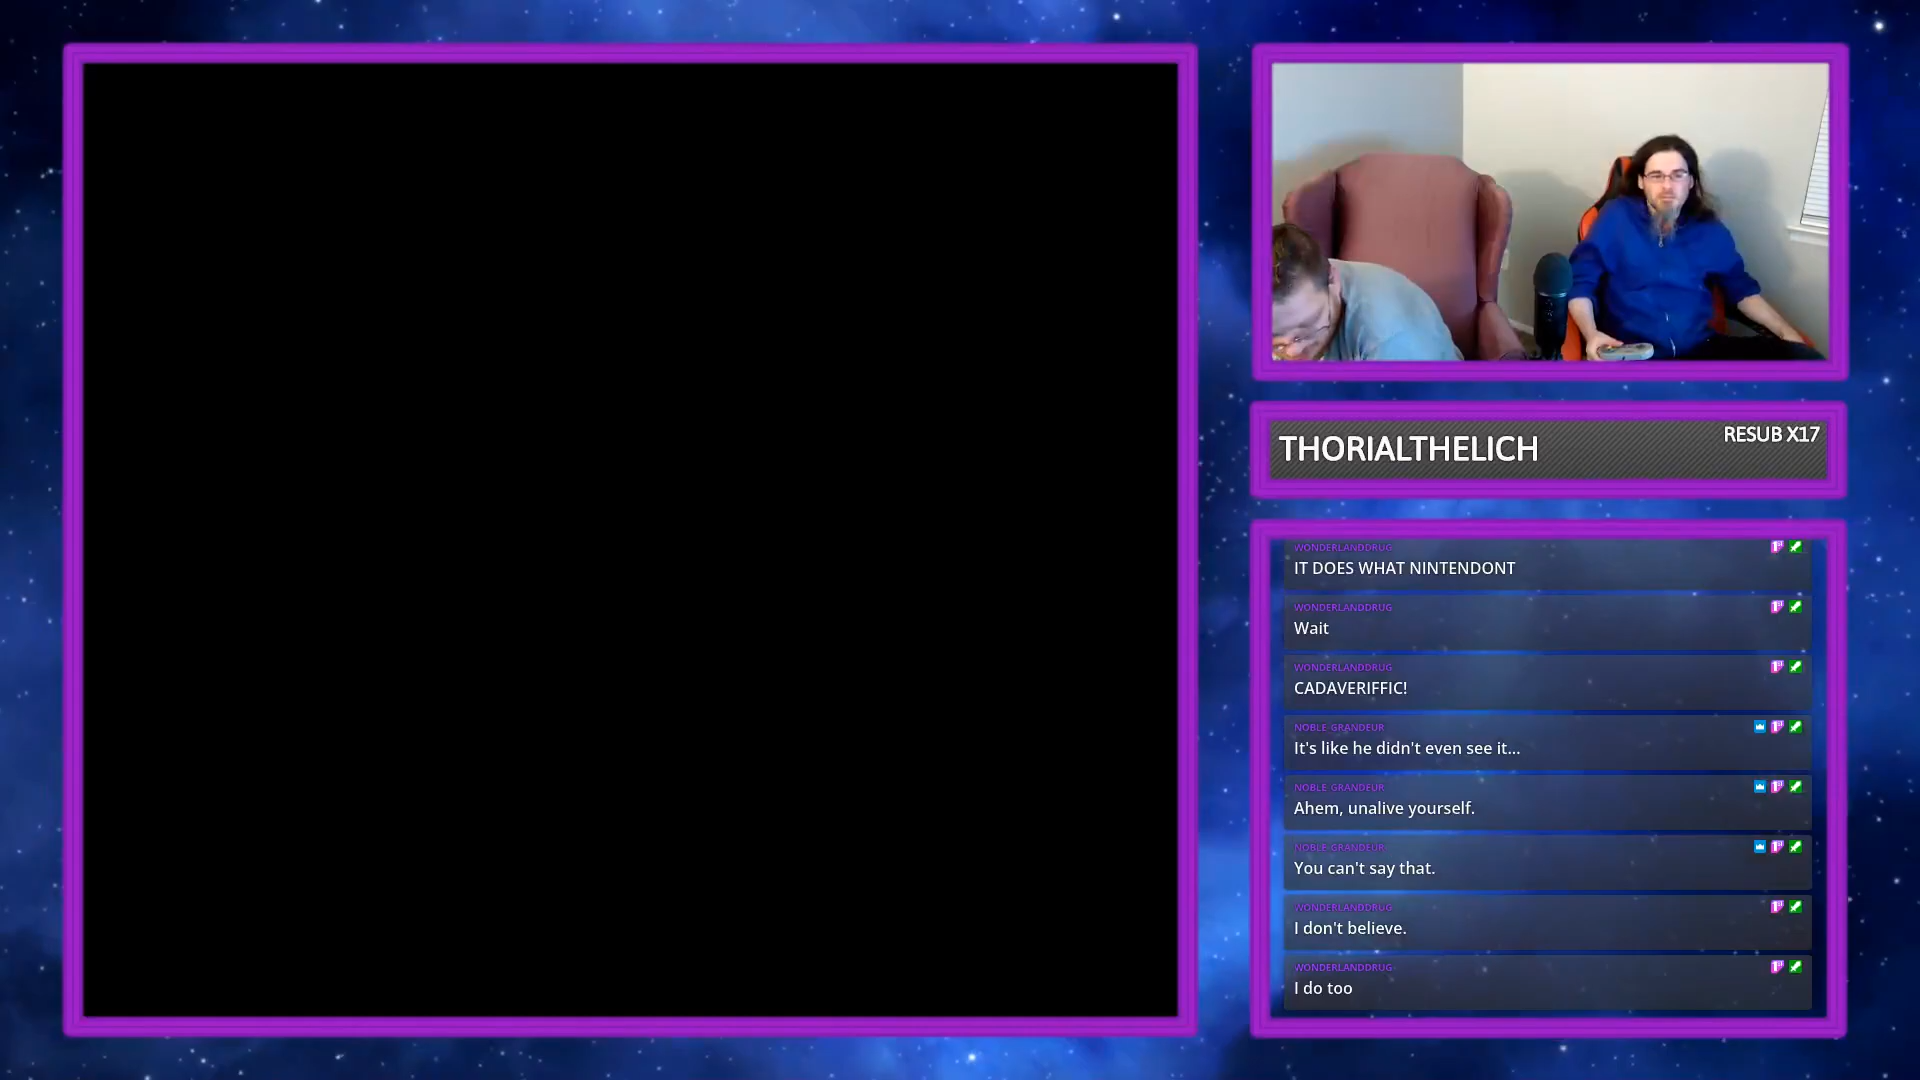 THORIALTHELICH
RESUB X17
WONDERLANDDRUG
IT DOES WHAT NINTENDONT
WONDERLANDDRUG
Wait
WONDERLANDDRUG
CADAVERIFFIC!
NOBLE GRANDEUR
It's like he didn't even see it...
NOBLE GRANDEUR
Ahem, unalive yourself.
NOBLE GRANDEUR
You can't say that.
WONDERLANDDRUG
I don't believe.
WONDERLANDDRUG
I do too